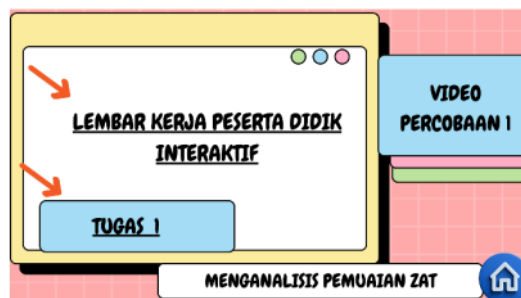 LEMBAR KERJA PESERTA DIDIK
INTERAKTIF
TUGAS 1
VIDEO
PERCOBAAN 1
MENGANALISIS PEMUAIAN ZAT